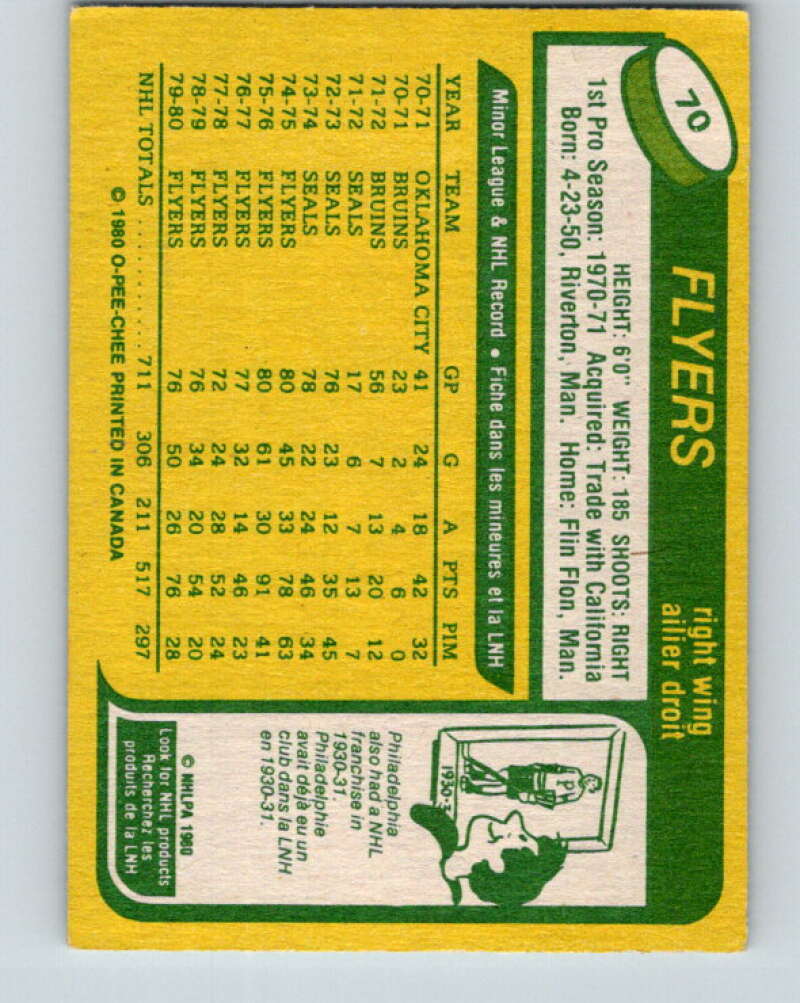 70
FLYERS
right wing
ailier droit
HEIGHT: 6'0" WEIGHT: 185 SHOOTS: RIGHT
1st Pro Season: 1970-71 Acquired: Trade with California
Born: 4-23-50, Riverton, Man. Home: Flin Flon, Man.
Minor League & NHL Record • Fiche dans les mineures et la LNH
YEAR TEAM GP G A PTS PIM
70-71 OKLAHOMA CITY 41 24 18 42 32
70-71 BRUINS 23 2 4 6 0
71-72 BRUINS 56 7 13 20 12
71-72 SEALS 17 6 7 13 7
72-73 SEALS 76 23 12 35 45
73-74 SEALS 78 22 24 46 34
74-75 FLYERS 80 45 33 78 63
75-76 FLYERS 80 61 30 91 41
76-77 FLYERS 77 32 14 46 23
77-78 FLYERS 72 24 28 52 24
78-79 FLYERS 76 34 20 54 20
79-80 FLYERS 76 50 26 76 28
NHL TOTALS ........... 711 306 211 517 297
© 1980 O-PEE-CHEE PRINTED IN CANADA
P
Philadelphia
also had a NHL
franchise in
1930-31.
Philadelphie
avait déjà eu un
club dans la LNH
en 1930-31.
© NHLPA 1980
Look for NHL products
Recherchez les
produits de la LNH